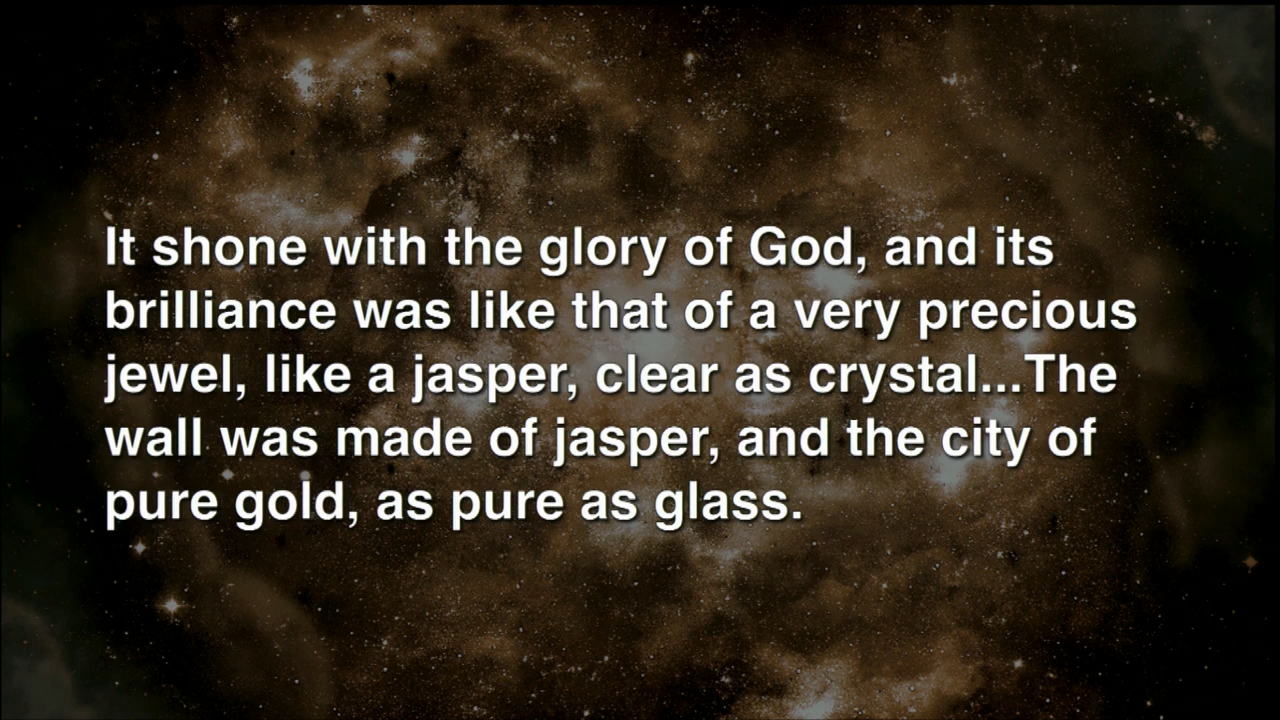 It shone with the glory of God, and its
brilliance was like that of a very precious
jewel, like a jasper, clear as crystal...The
wall was made of jasper, and the city of
pure gold, as pure as glass.